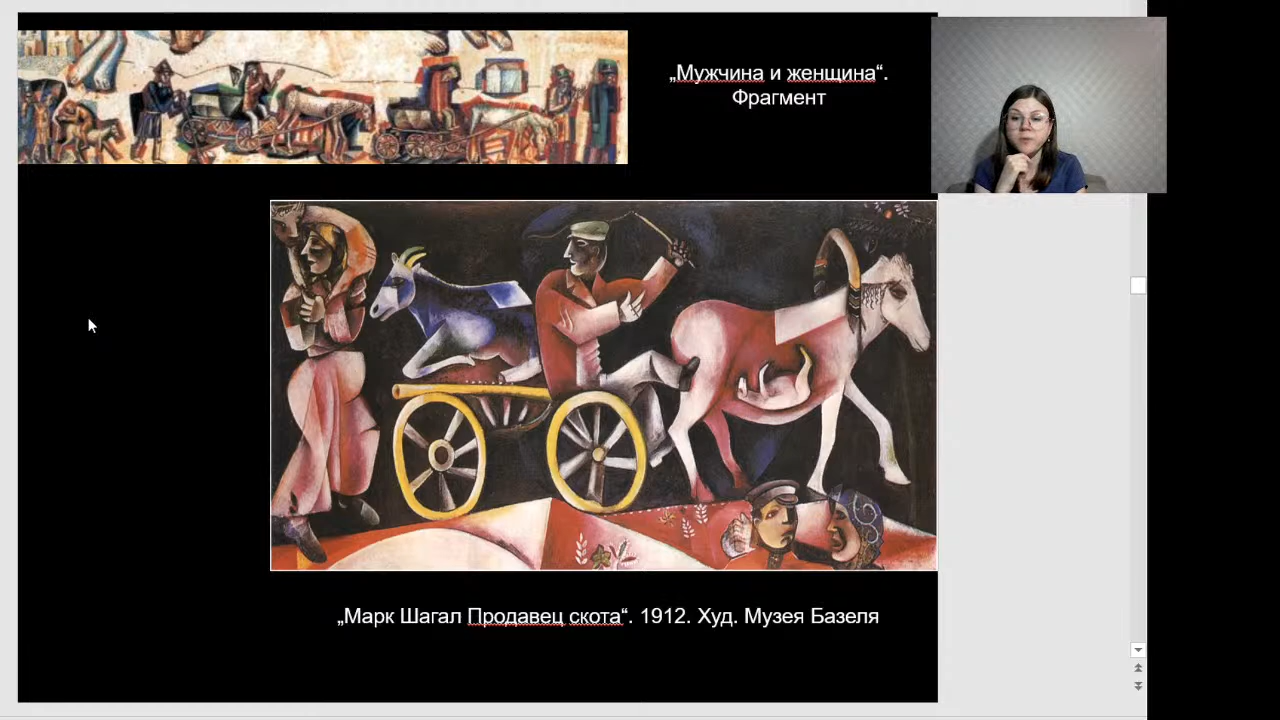 „Мужчина и женщина“.
Фрагмент
„Марк Шагал Продавец скота“. 1912. Худ. Музея Базеля